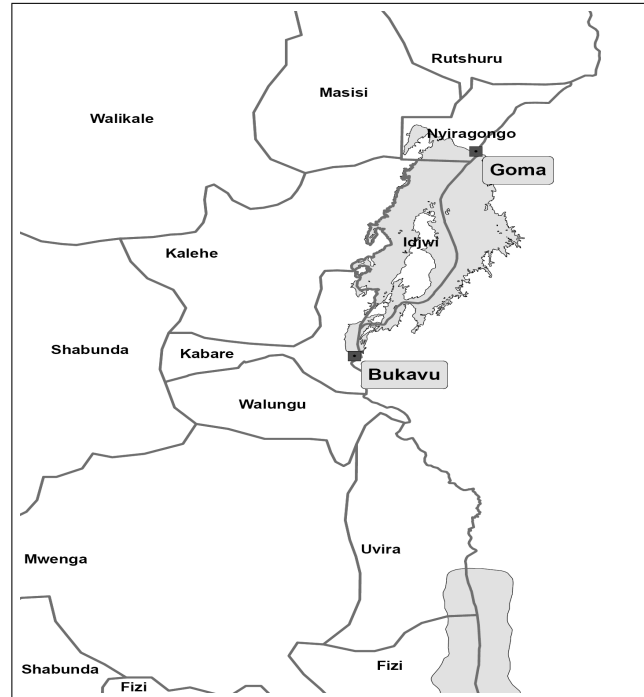 Rutshuru
Masisi
Walikale
Nyiragongo
Goma
Idjwi
Kalehe
Shabunda
Kabare
Bukavu
Walungu
Uvira
Mwenga
Shabunda
Fizi
Fizi